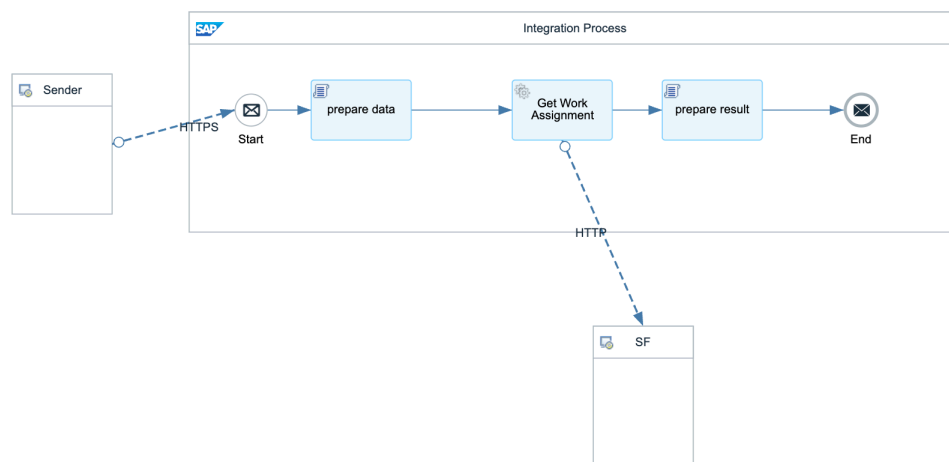 SAP
Integration Process
Sender
HTTPS
Start
prepare data
Get Work
Assignment
prepare result
End
HTTP
SF